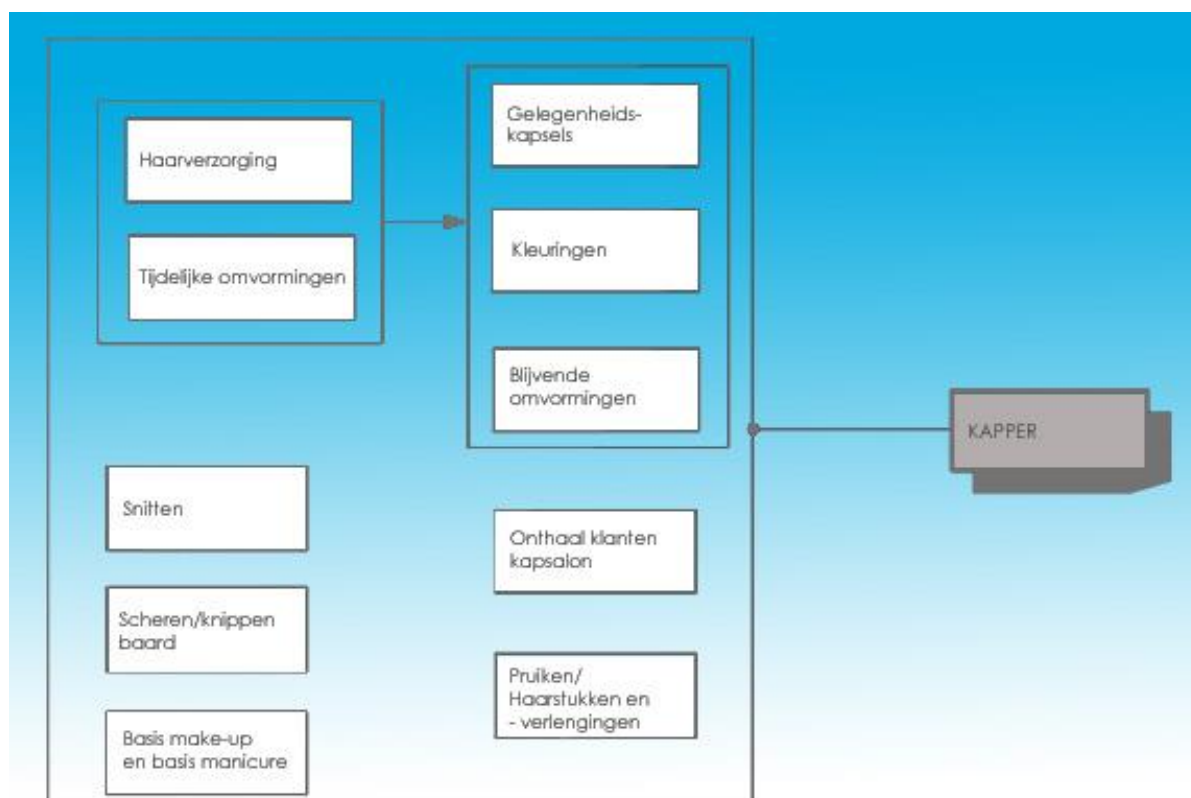 Haarverzorging
Tijdelijke omvormingen
Gelegenheids-
kapsels
Kleuringen
Blijvende
omvormingen
KAPPER
Snitten
Scheren/knippen
baard
Basis make-up
en basis manicure
Onthaal klanten
kapsalon
Pruiken/
Haarstukken en
- verlengingen